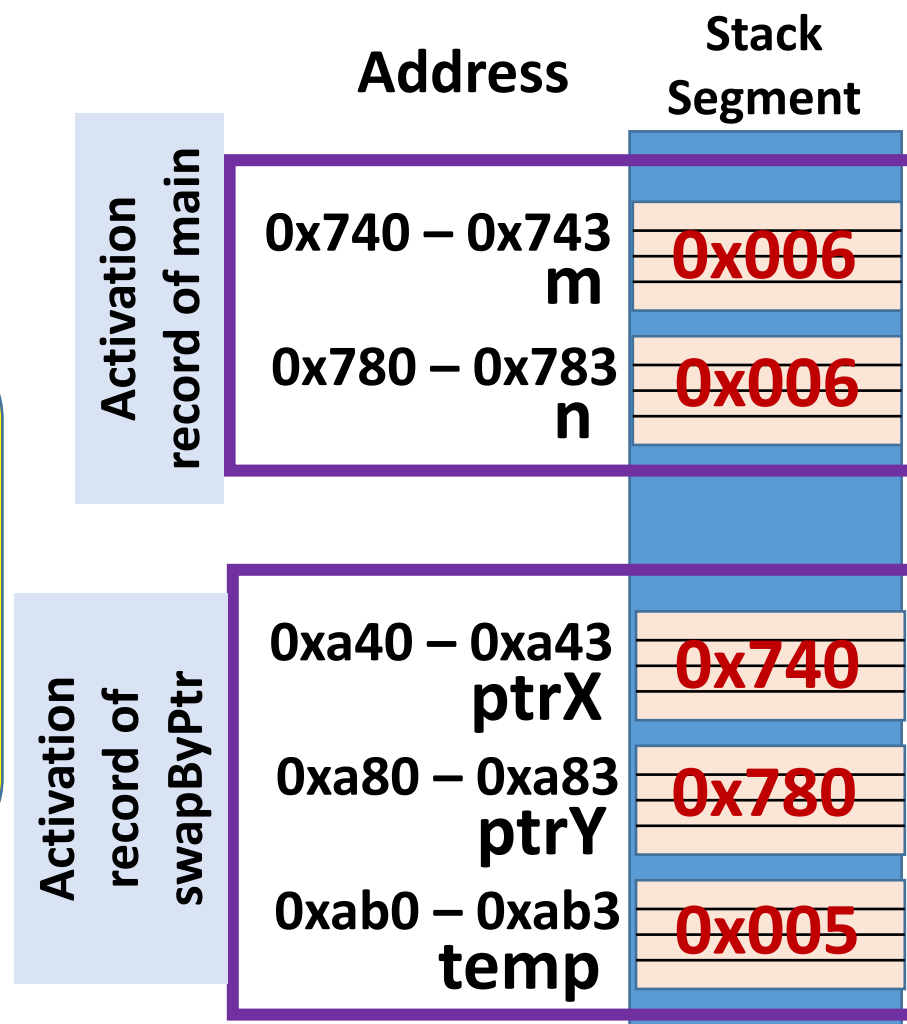 Address
Stack
Segment
Activation
record of main
0x740 – 0x743
m
0x006
0x780 – 0x783
n
0x006
Activation
record of
swapByPtr
0xa40 – 0xa43
ptrX
0x740
0xa80 – 0xa83
ptrY
0x780
0xab0 – 0xab3
temp
0x005